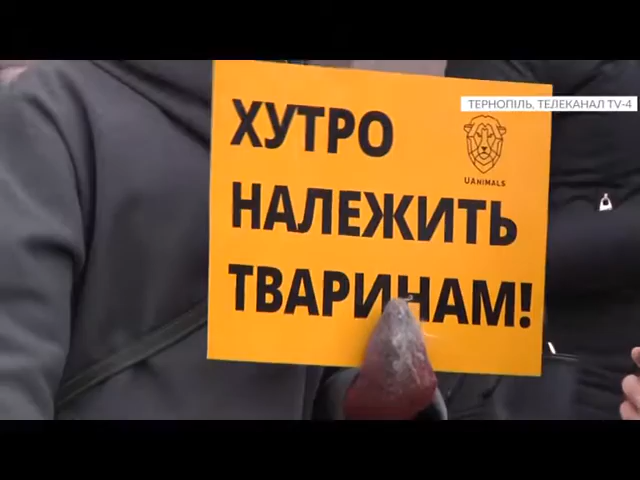 ТЕРНОПІЛЬ, ТЕЛЕКАНАЛ TV-4
ХУТРО
UANIMALS
НАЛЕЖИТЬ
ТВАРИНАМ!